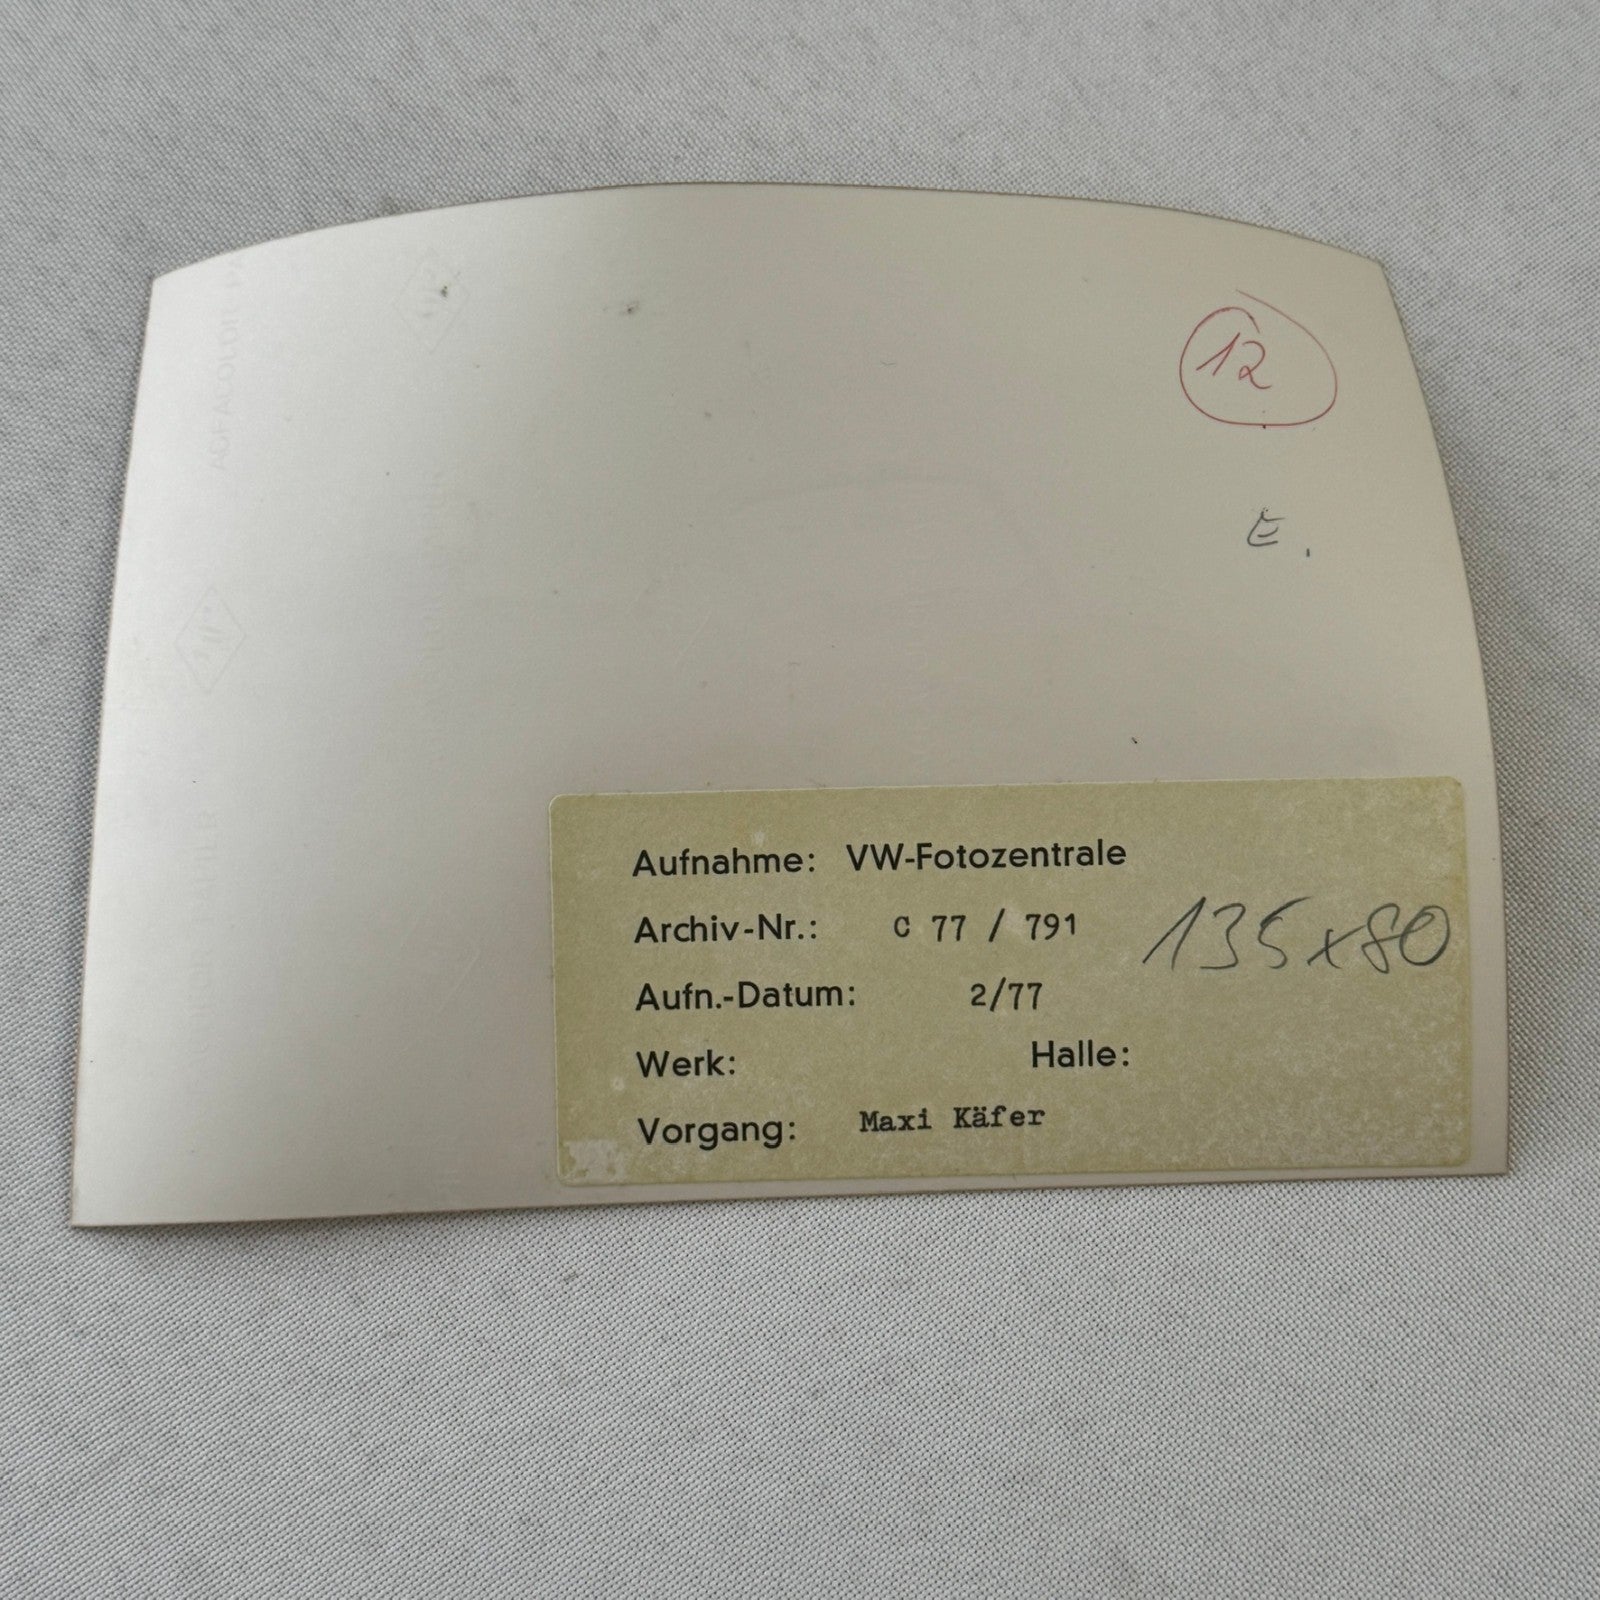 12
E.
Aufnahme: VW-Fotozentrale
Archiv-Nr.: C 77 / 791 135x80
Aufn.-Datum: 2/77
Werk: Halle:
Vorgang: Maxi Käfer